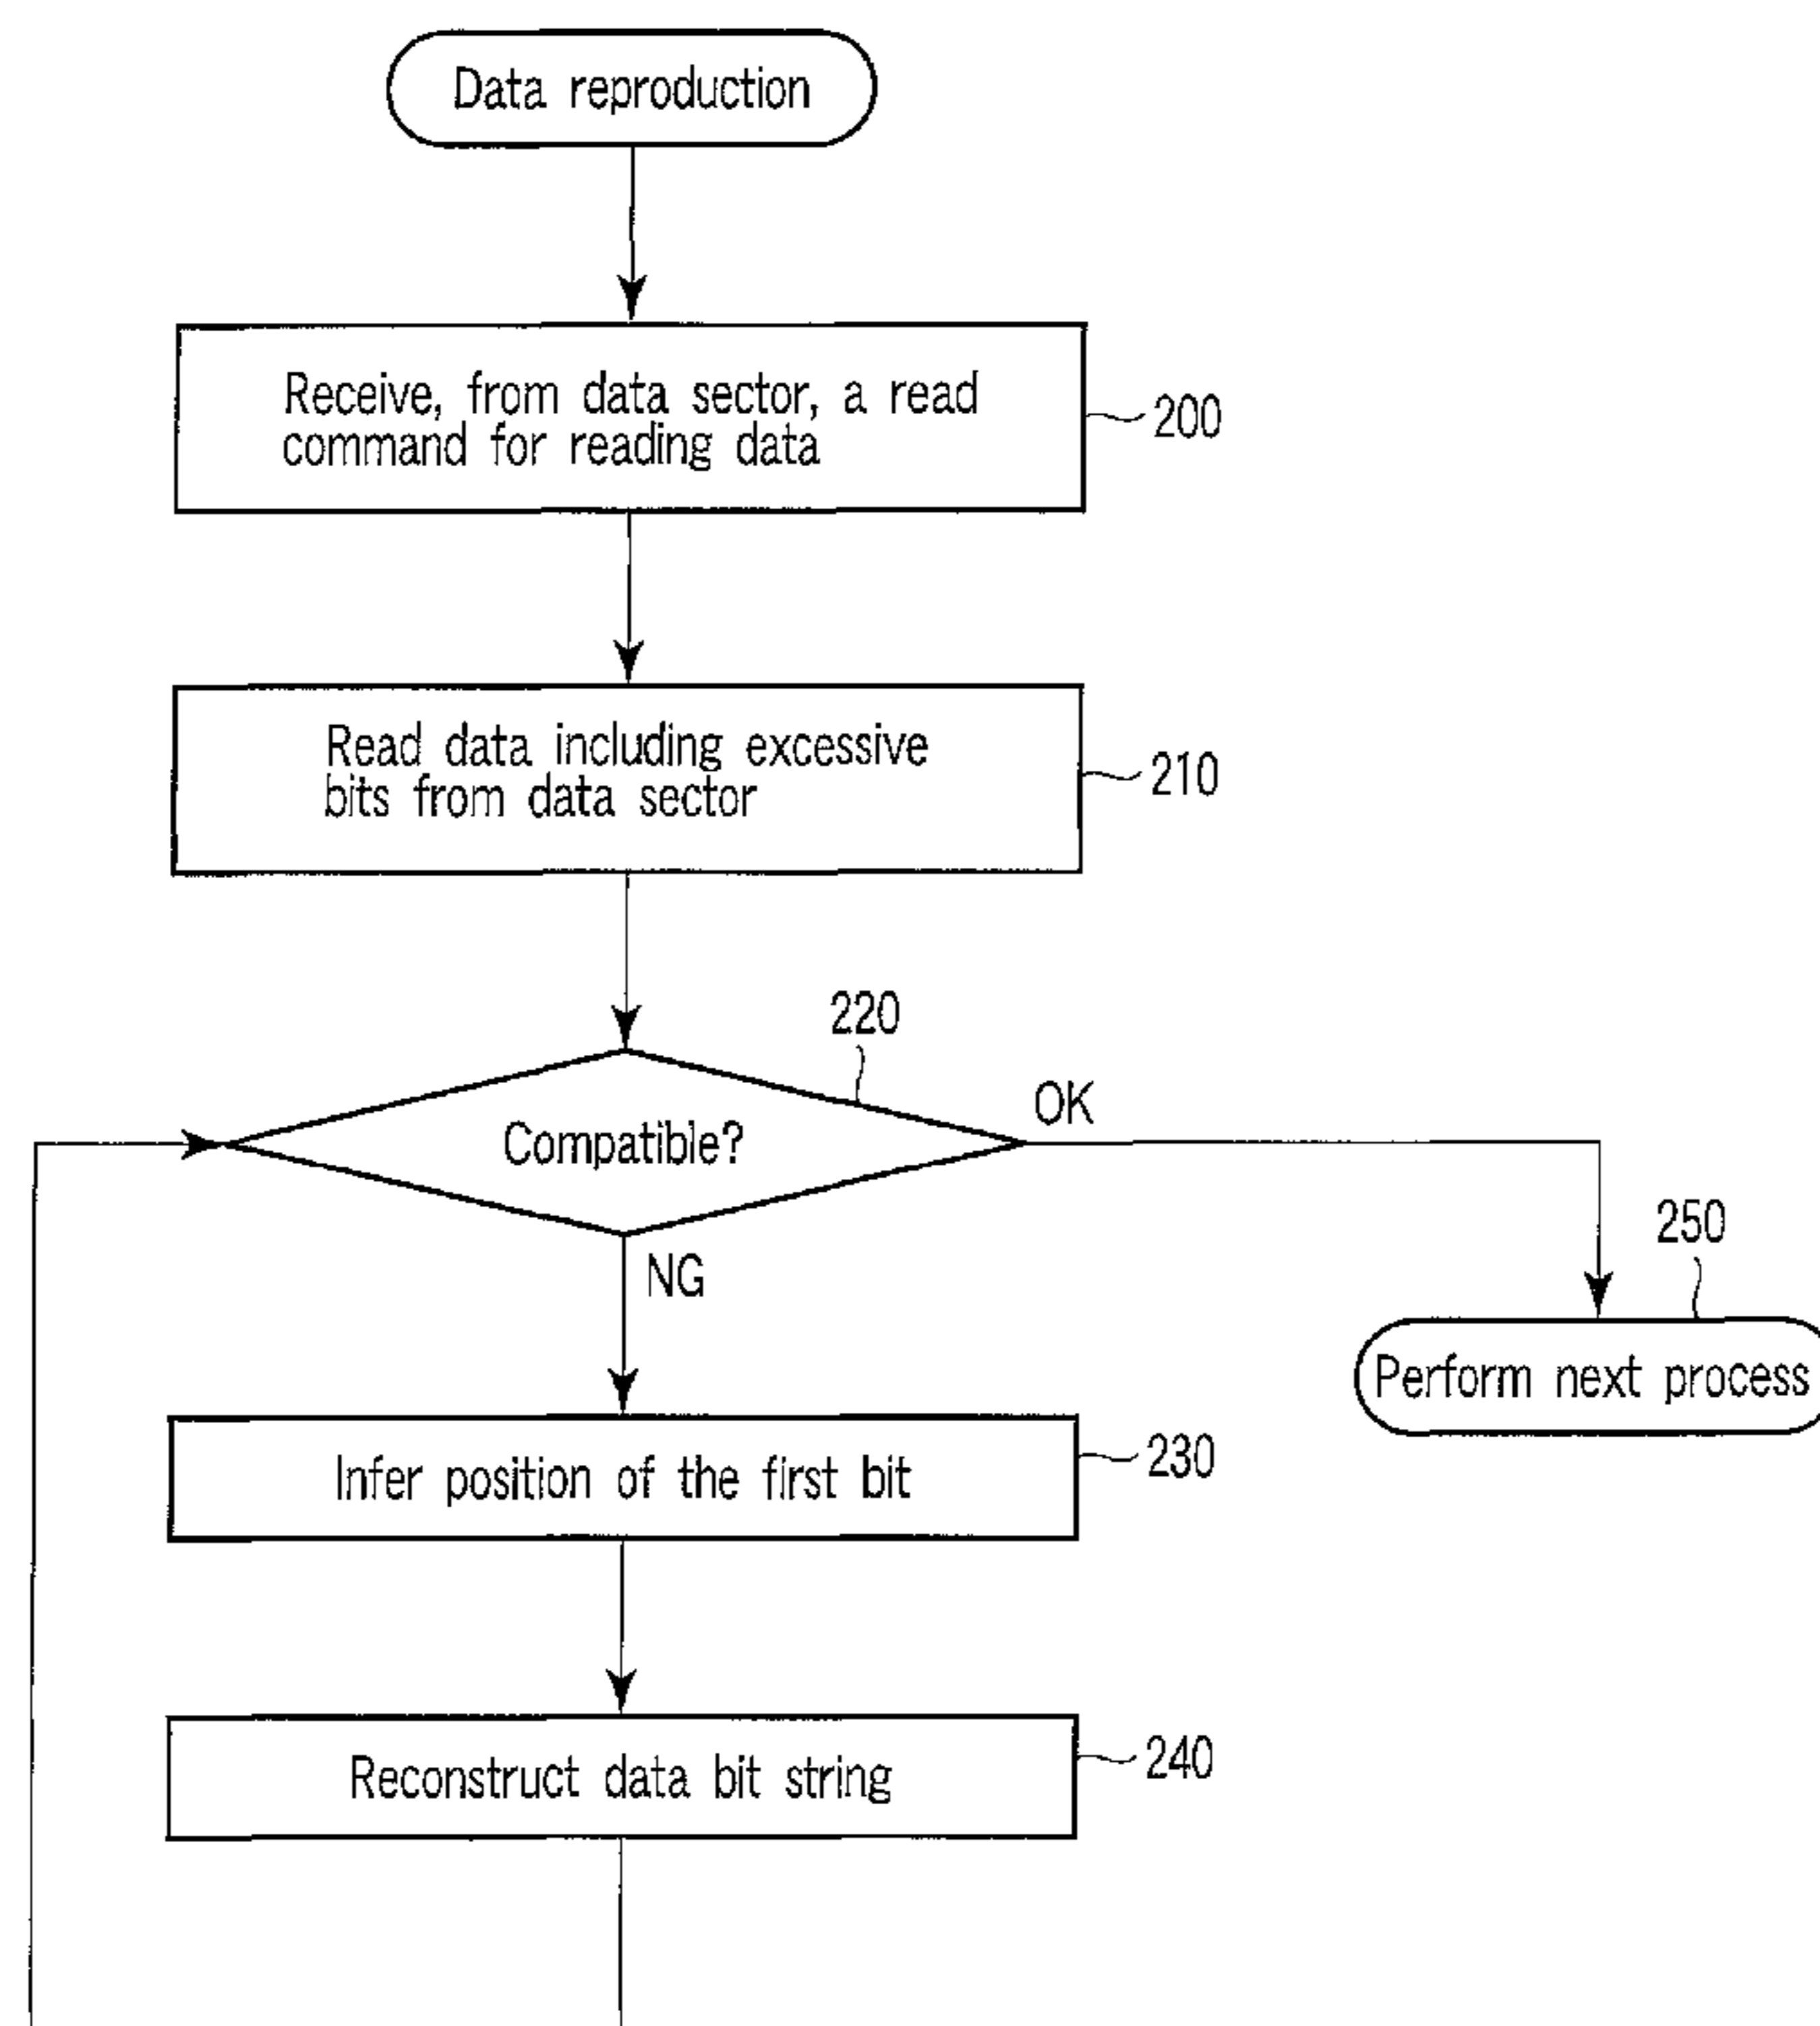 Data reproduction
Receive, from data sector, a read
command for reading data
200
Read data including excessive
bits from data sector
210
220
Compatible?
OK
NG
250
Perform next process
Infer position of the first bit
230
Reconstruct data bit string
240